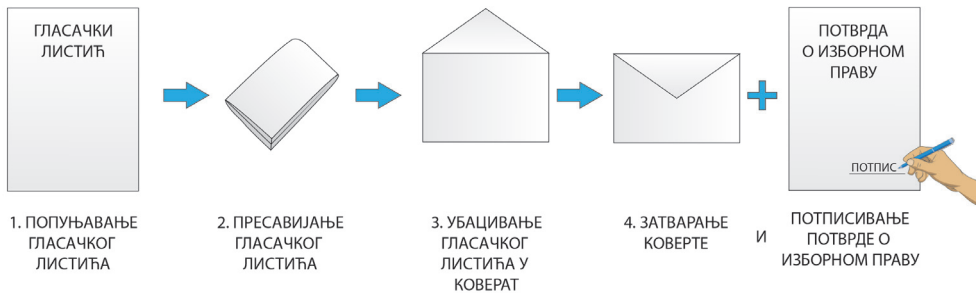 ГЛАСАЧКИ
ЛИСТИЋ
ПОТВРДА
О ИЗБОРНОМ
ПРАВУ
ПОТПИС
1. ПОПУЊАВАЊЕ
ГЛАСАЧКОГ
ЛИСТИЋА
2. ПРЕСАВИЈАЊЕ
ГЛАСАЧКОГ
ЛИСТИЋА
3. УБАЦИВАЊЕ
ГЛАСАЧКОГ
ЛИСТИЋА У
КОВЕРАТ
4. ЗАТВАРАЊЕ
КОВЕРТЕ
И
ПОТПИСИВАЊЕ
ПОТВРДЕ О
ИЗБОРНОМ ПРАВУ